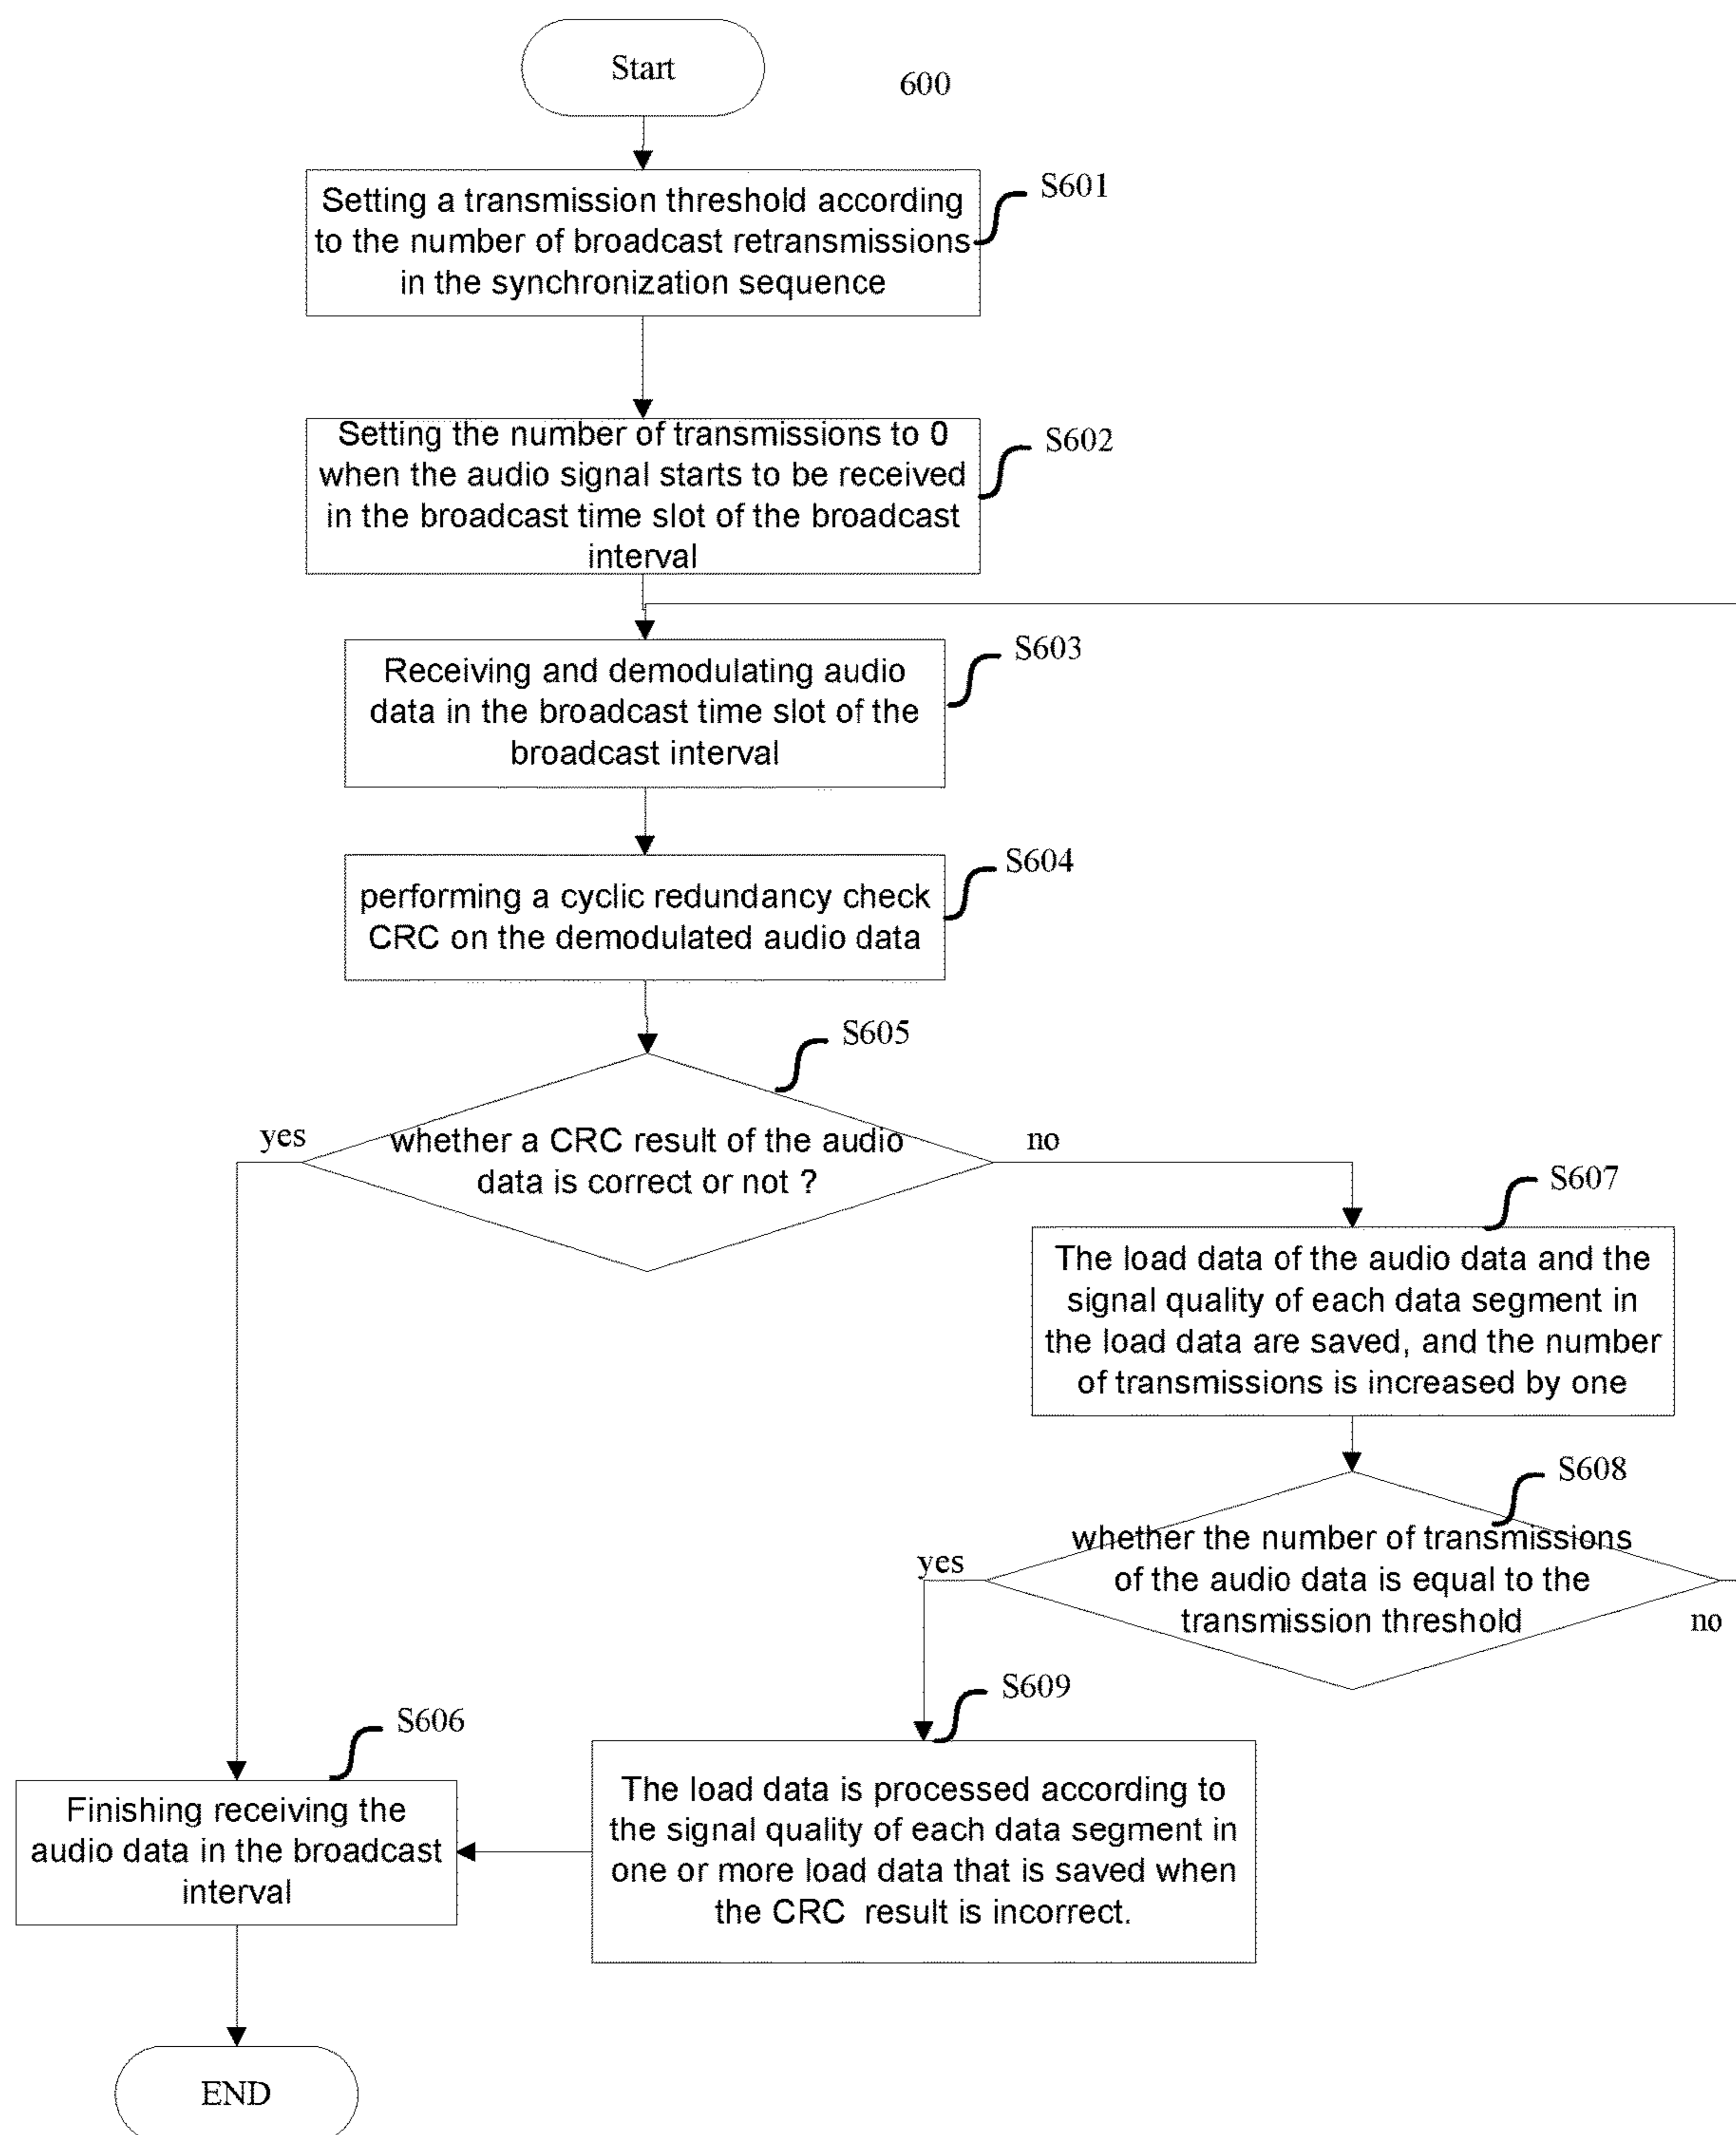 Start
600
Setting a transmission threshold according
to the number of broadcast retransmissions
in the synchronization sequence
S601
Setting the number of transmissions to 0
when the audio signal starts to be received
in the broadcast time slot of the broadcast
interval
S602
Receiving and demodulating audio
data in the broadcast time slot of the
broadcast interval
S603
performing a cyclic redundancy check
CRC on the demodulated audio data
S604
S605
yes
whether a CRC result of the audio
data is correct or not ?
no
S607
The load data of the audio data and the
signal quality of each data segment in
the load data are saved, and the number
of transmissions is increased by one
S608
whether the number of transmissions
of the audio data is equal to the
transmission threshold
yes
no
S609
The load data is processed according to
the signal quality of each data segment in
one or more load data that is saved when
the CRC result is incorrect.
S606
Finishing receiving the
audio data in the broadcast
interval
END